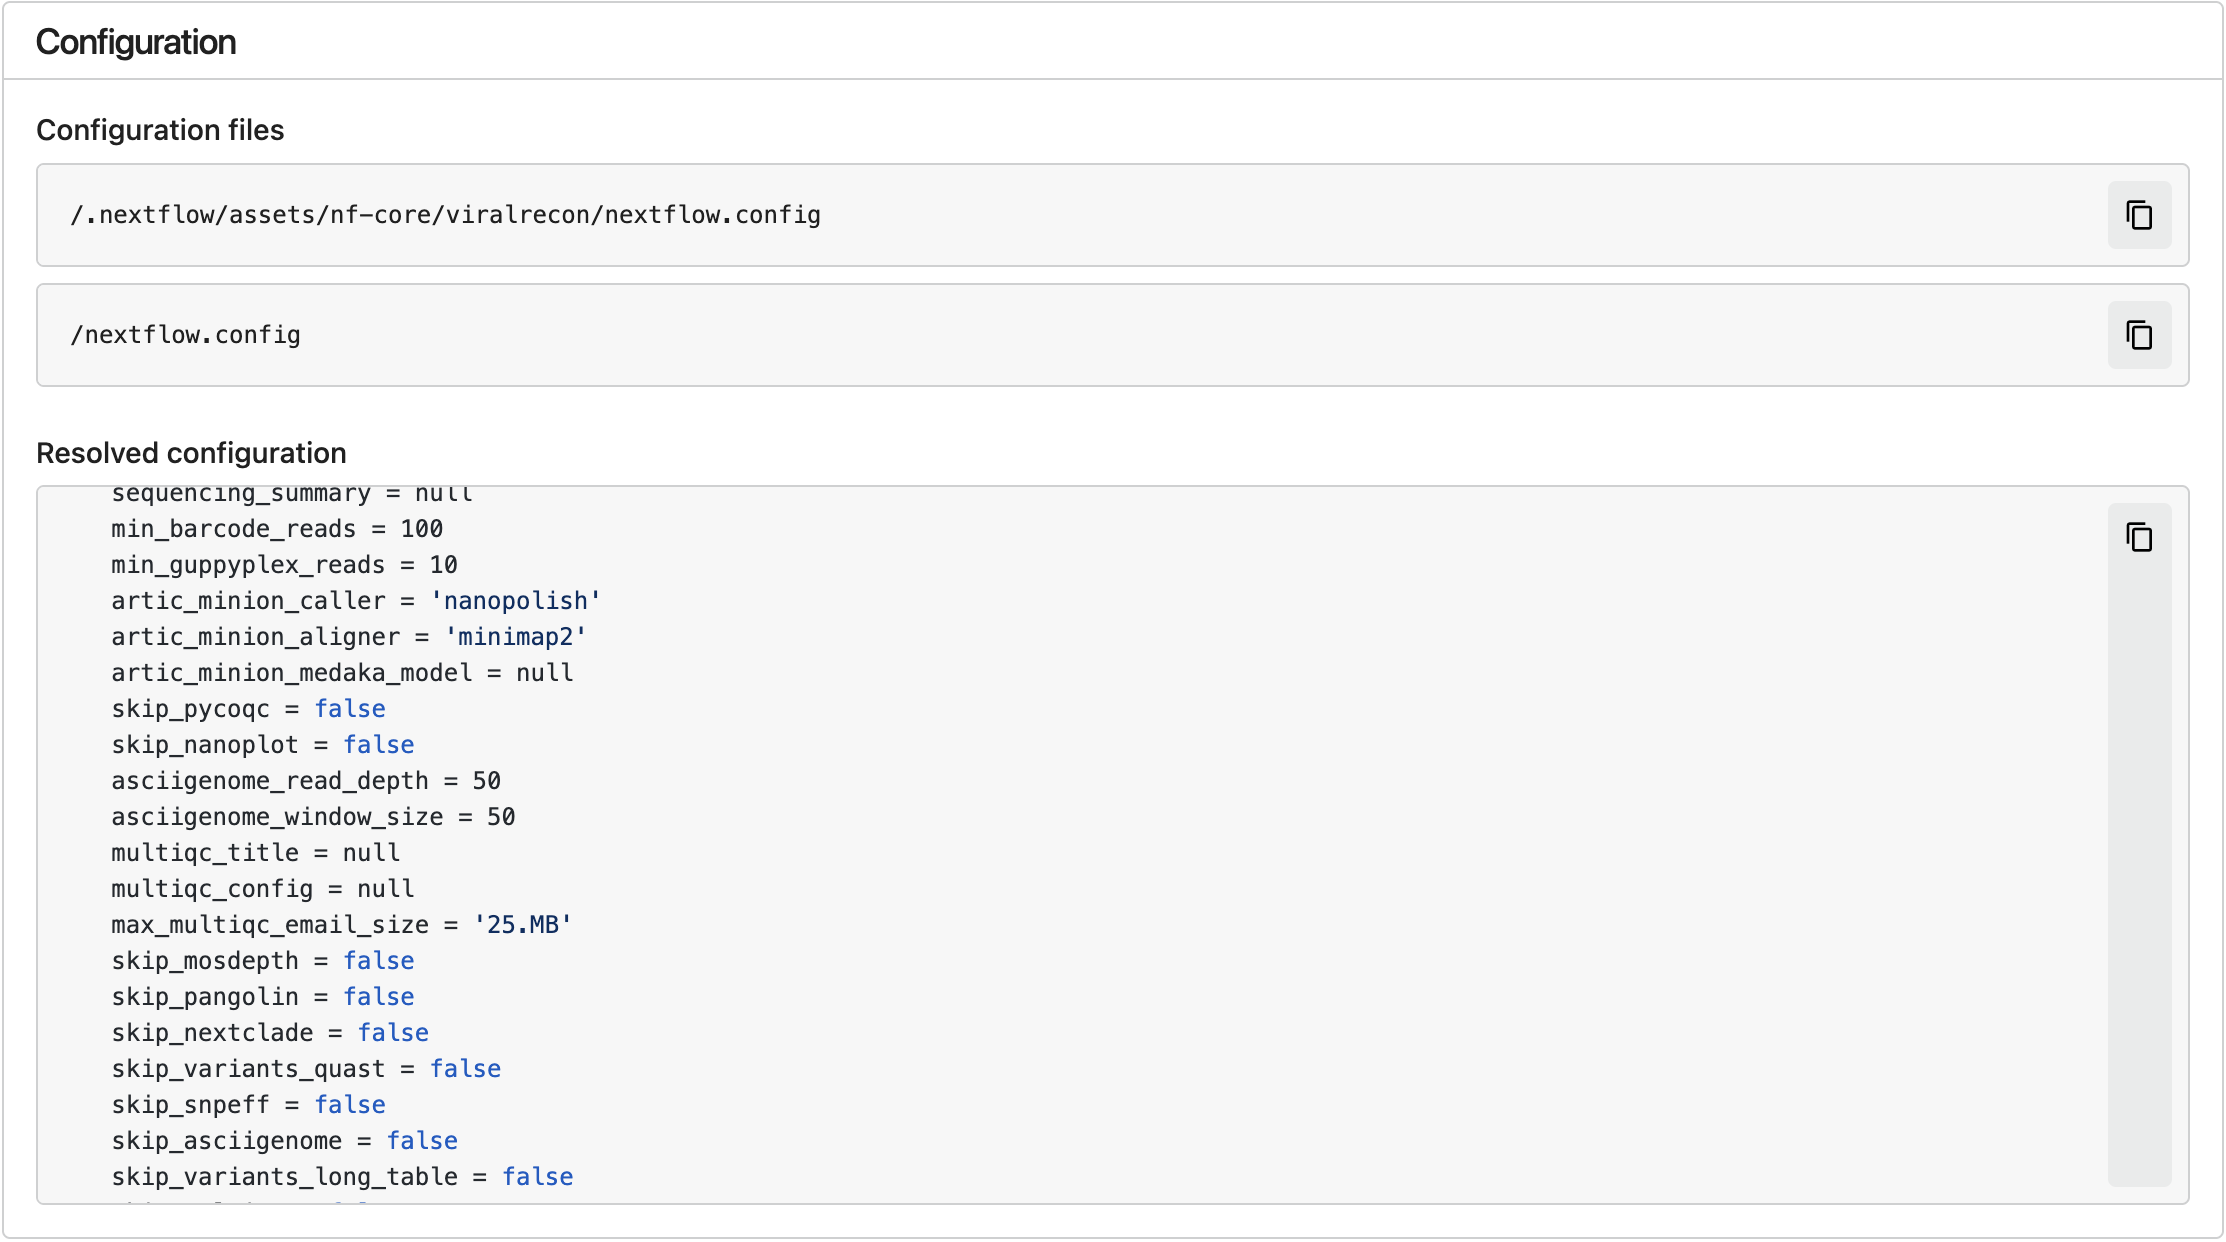 Configuration
Configuration files
/.nextflow/assets/nf-core/viralrecon/nextflow.config
/nextflow.config
Resolved configuration
sequencing_summary = null
min_barcode_reads = 100
min_guppyplex_reads = 10
artic_minion_caller = 'nanopolish'
artic_minion_aligner = 'minimap2'
artic_minion_medaka_model = null
skip_pycoqc = false
skip_nanoplot = false
asciigenome_read_depth = 50
asciigenome_window_size = 50
multiqc_title = null
multiqc_config = null
max_multiqc_email_size = '25.MB'
skip_mosdepth = false
skip_pangolin = false
skip_nextclade = false
skip_variants_quast = false
skip_snpeff = false
skip_asciigenome = false
skip_variants_long_table = false